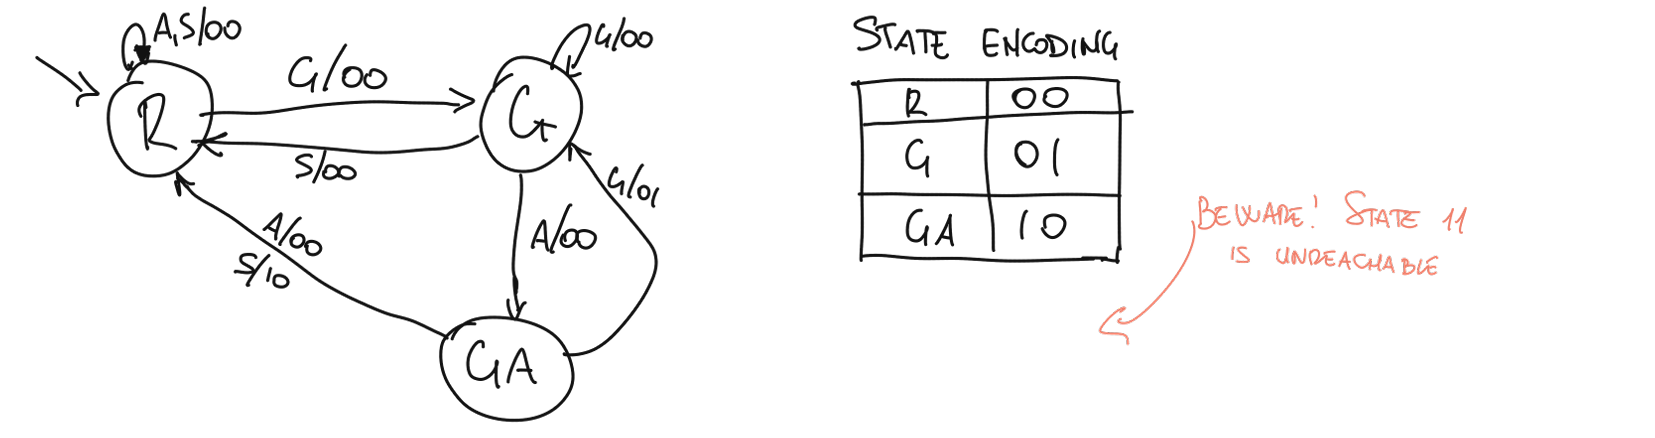 A,S/00
G/00
G/00
R
G
S/00
G/01
A/00
A/00
S/10
GA
STATE ENCODING
R 00
G 01
GA 10
BEWARE! STATE 11
IS UNREACHABLE